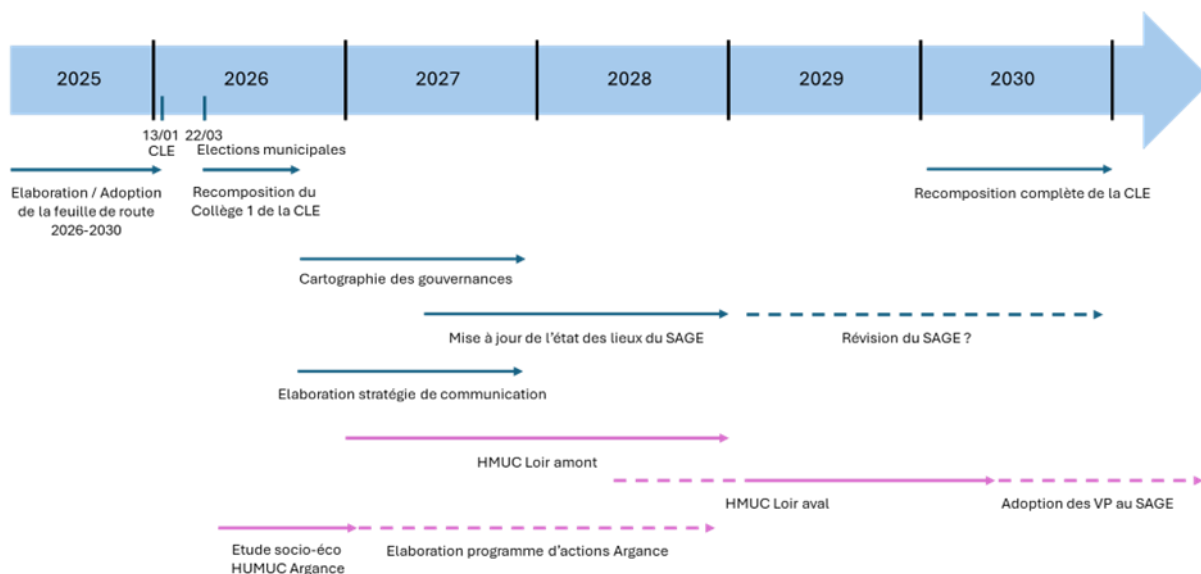 2025
2026
2027
2028
2029
2030
13/01
CLE
22/03
Elections municipales
Elaboration / Adoption
de la feuille de route
2026-2030
Recomposition du
Collège 1 de la CLE
Recomposition complète de la CLE
Cartographie des gouvernances
Mise à jour de l'état des lieux du SAGE
Révision du SAGE ?
Elaboration stratégie de communication
HMUC Loir amont
HMUC Loir aval
Adoption des VP au SAGE
Etude socio-éco
HUMUC Argance
Elaboration programme d'actions Argance